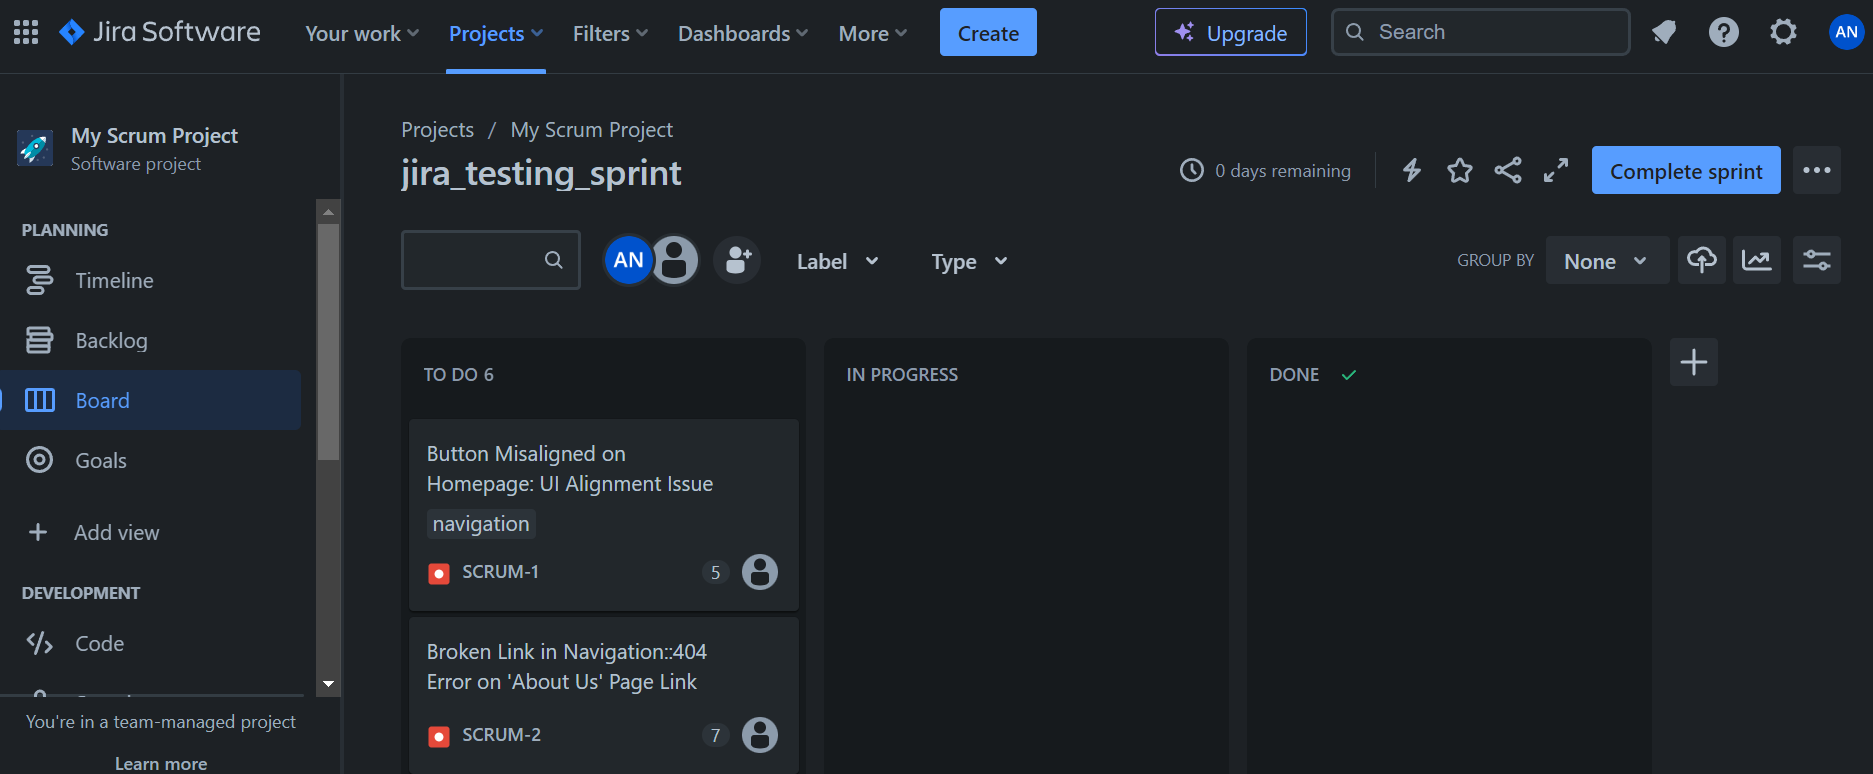 Jira Software
Your work
Projects
Filters
Dashboards
More
Create
Upgrade
Search
AN
My Scrum Project
Software project
PLANNING
Timeline
Backlog
Board
Goals
Add view
DEVELOPMENT
Code
You're in a team-managed project
Learn more
Projects / My Scrum Project
jira_testing_sprint
0 days remaining
Complete sprint
AN
Label
Type
GROUP BY
None
TO DO 6
Button Misaligned on
Homepage: UI Alignment Issue
navigation
SCRUM-1
5
Broken Link in Navigation::404
Error on 'About Us' Page Link
SCRUM-2
7
IN PROGRESS
DONE